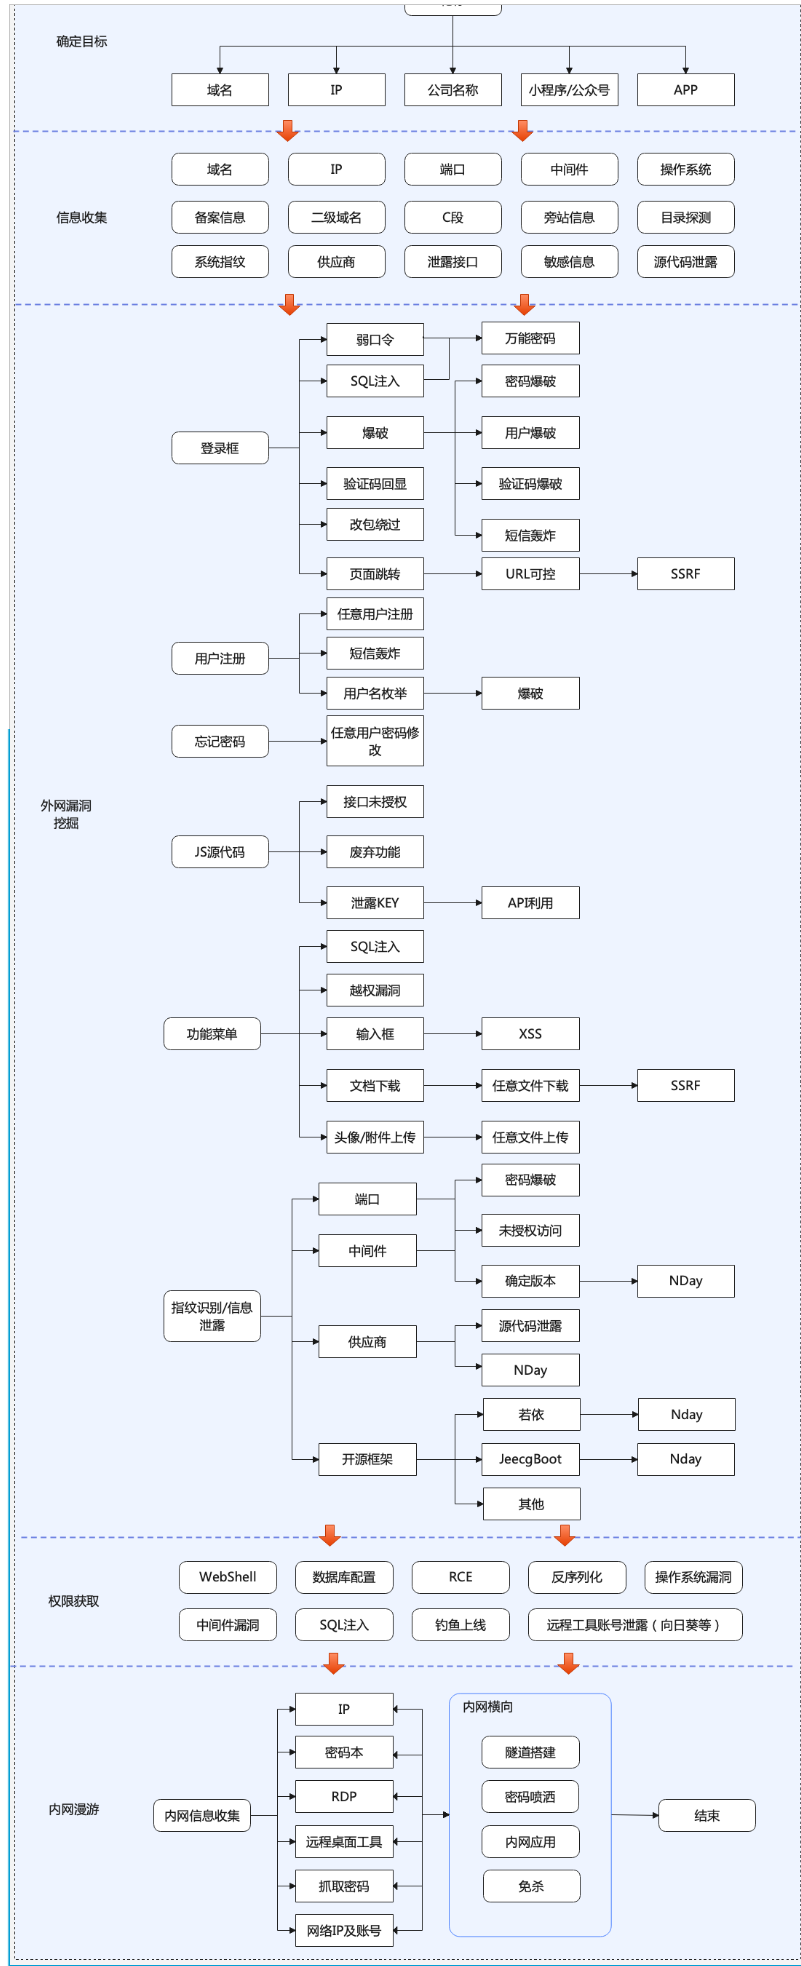 确定目标
域名
IP
公司名称
小程序/公众号
APP
信息收集
域名
IP
端口
中间件
操作系统
备案信息
二级域名
C段
旁站信息
目录探测
系统指纹
供应商
泄露接口
敏感信息
源代码泄露
外网漏洞
挖掘
登录框
弱口令
万能密码
SQL注入
密码爆破
爆破
用户爆破
验证码回显
验证码爆破
改包绕过
短信轰炸
页面跳转
URL可控
SSRF
用户注册
任意用户注册
短信轰炸
用户名枚举
爆破
忘记密码
任意用户密码修
改
JS源代码
接口未授权
废弃功能
泄露KEY
API利用
功能菜单
SQL注入
越权漏洞
输入框
XSS
文档下载
任意文件下载
SSRF
头像/附件上传
任意文件上传
指纹识别/信息
泄露
端口
密码爆破
中间件
未授权访问
确定版本
NDay
供应商
源代码泄露
NDay
开源框架
若依
Nday
JeecgBoot
Nday
其他
权限获取
WebShell
数据库配置
RCE
反序列化
操作系统漏洞
中间件漏洞
SQL注入
钓鱼上线
远程工具账号泄露（向日葵等）
内网漫游
内网信息收集
IP
密码本
RDP
远程桌面工具
抓取密码
网络IP及账号
内网横向
隧道搭建
密码喷洒
内网应用
免杀
结束